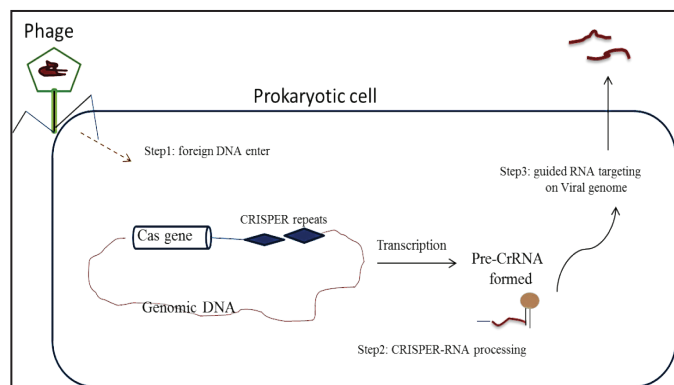 Phage
Prokaryotic cell
Step1: foreign DNA enter
Step3: guided RNA targeting
on Viral genome
CRISPER repeats
Cas gene
Transcription
Pre-CrRNA
formed
Genomic DNA
Step2: CRISPER-RNA processing